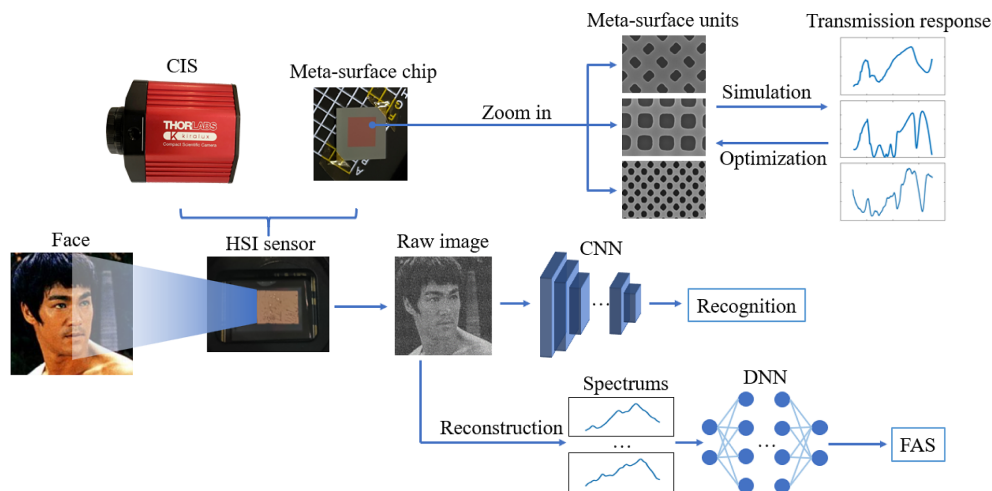 Meta-surface units
Transmission response
CIS
Meta-surface chip
THORLABS
K kiralux
Compact Scientific Camera
Zoom in
Simulation
Optimization
Face
HSI sensor
Raw image
CNN
...
Recognition
Spectrums
DNN
Reconstruction
...
...
FAS